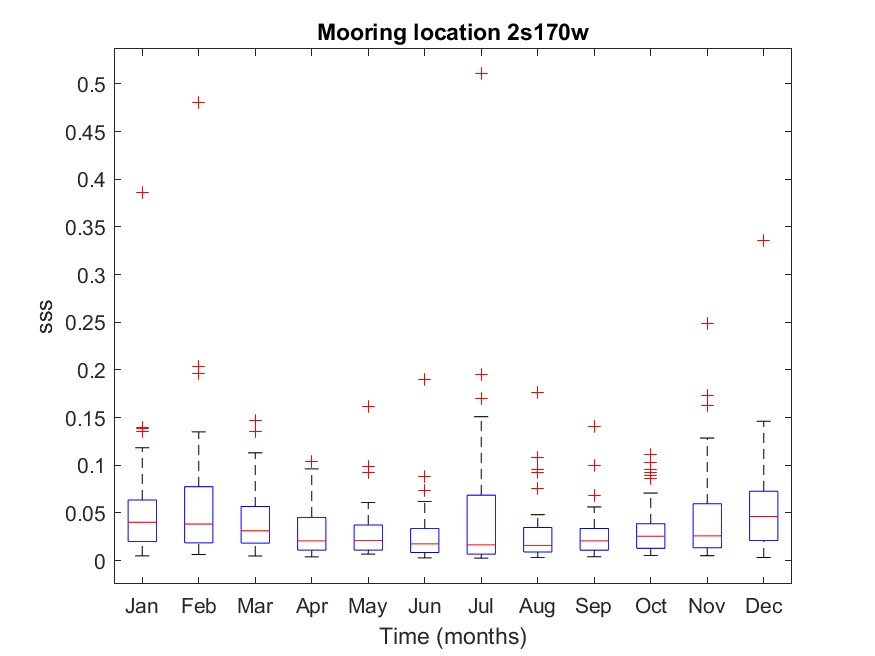 Mooring location 2s170w
0.5
0.45
0.4
0.35
0.3
0.25
0.2
0.15
0.1
0.05
0
sss
Jan Feb Mar Apr May Jun Jul Aug Sep Oct Nov Dec
Time (months)